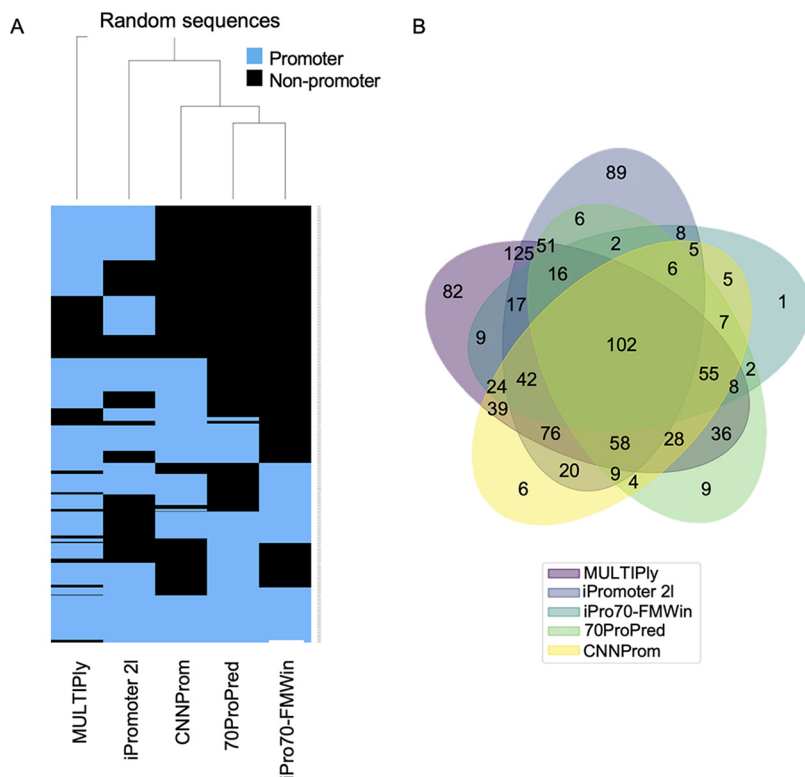 A
Random sequences
Promoter
Non-promoter
MULTIPly
iPromoter 2l
CNNProm
70ProPred
iPro70-FMWin
B
89
6
8
2
5
125
51
16
6
5
82
17
7
1
9
102
2
55
8
24
42
39
76
58
28
36
20
9
4
6
9
MULTIPly
iPromoter 2l
iPro70-FMWin
70ProPred
CNNProm